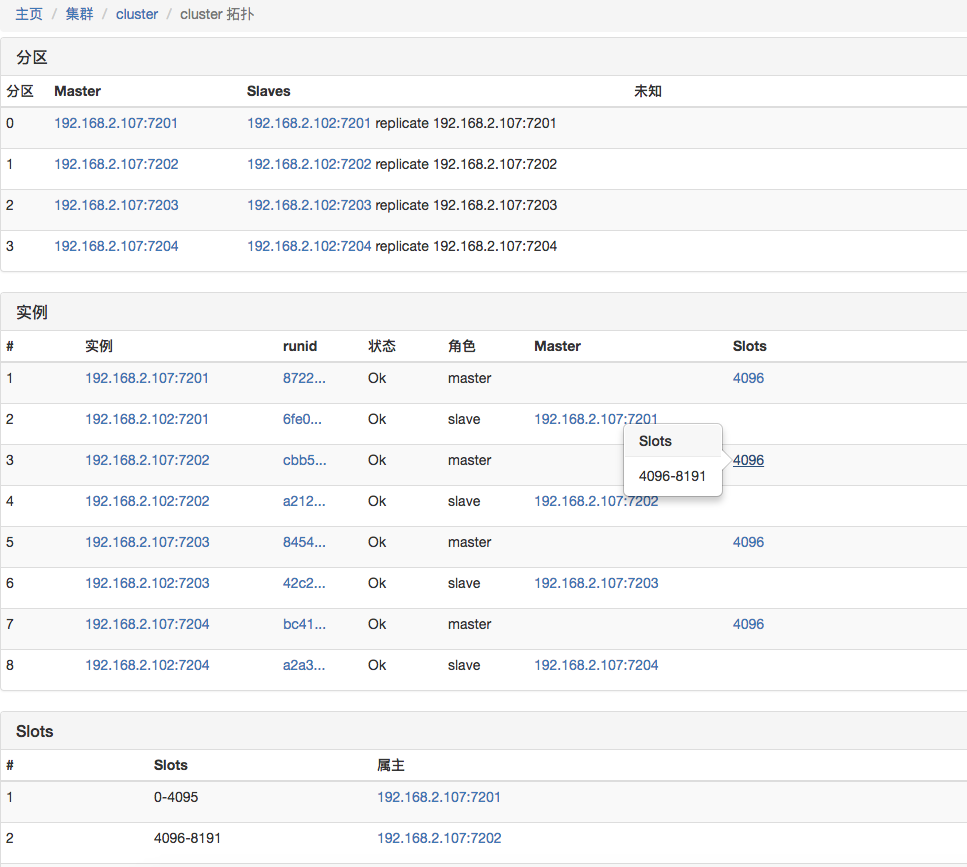 主页 / 集群 / cluster / cluster 拓扑
分区
分区 Master Slaves 未知
0 192.168.2.107:7201 192.168.2.102:7201 replicate 192.168.2.107:7201
1 192.168.2.107:7202 192.168.2.102:7202 replicate 192.168.2.107:7202
2 192.168.2.107:7203 192.168.2.102:7203 replicate 192.168.2.107:7203
3 192.168.2.107:7204 192.168.2.102:7204 replicate 192.168.2.107:7204
实例
# 实例 runid 状态 角色 Master Slots
1 192.168.2.107:7201 8722... Ok master 4096
2 192.168.2.102:7201 6fe0... Ok slave 192.168.2.107:7201
Slots
3 192.168.2.107:7202 cbb5... Ok master 4096
4096-8191
4 192.168.2.102:7202 a212... Ok slave 192.168.2.107:7202
5 192.168.2.107:7203 8454... Ok master 4096
6 192.168.2.102:7203 42c2... Ok slave 192.168.2.107:7203
7 192.168.2.107:7204 bc41... Ok master 4096
8 192.168.2.102:7204 a2a3... Ok slave 192.168.2.107:7204
Slots
# Slots 属主
1 0-4095 192.168.2.107:7201
2 4096-8191 192.168.2.107:7202